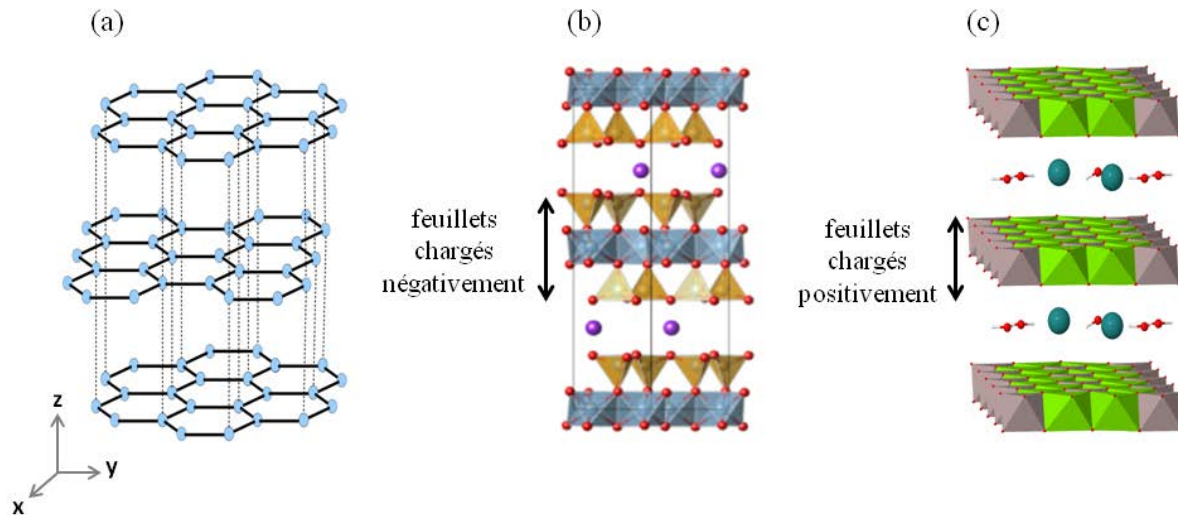 (a)
(b)
(c)
feuillets
chargés
négativement
feuillets
chargés
positivement
z
y
x